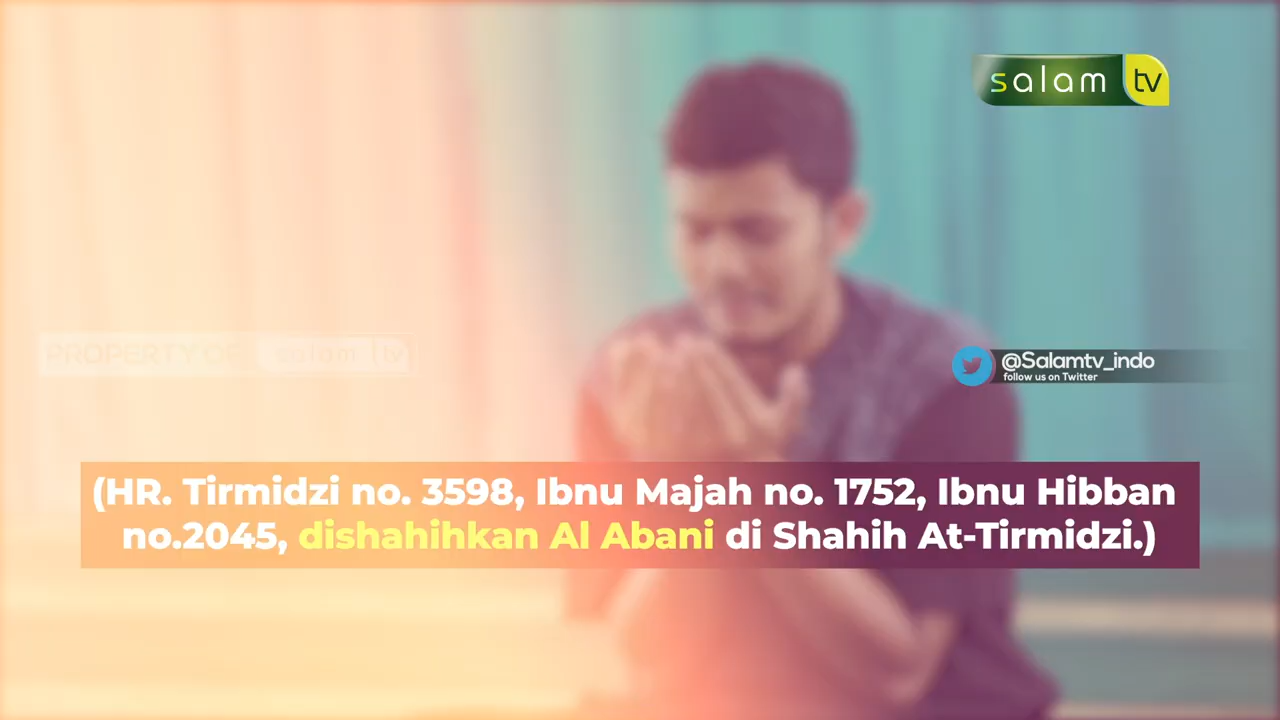 salam tv
PROPERTY OF salam tv
@Salamtv_indo
follow us on Twitter
(HR. Tirmidzi no. 3598, Ibnu Majah no. 1752, Ibnu Hibban
no.2045, dishahihkan Al Abani di Shahih At-Tirmidzi.)